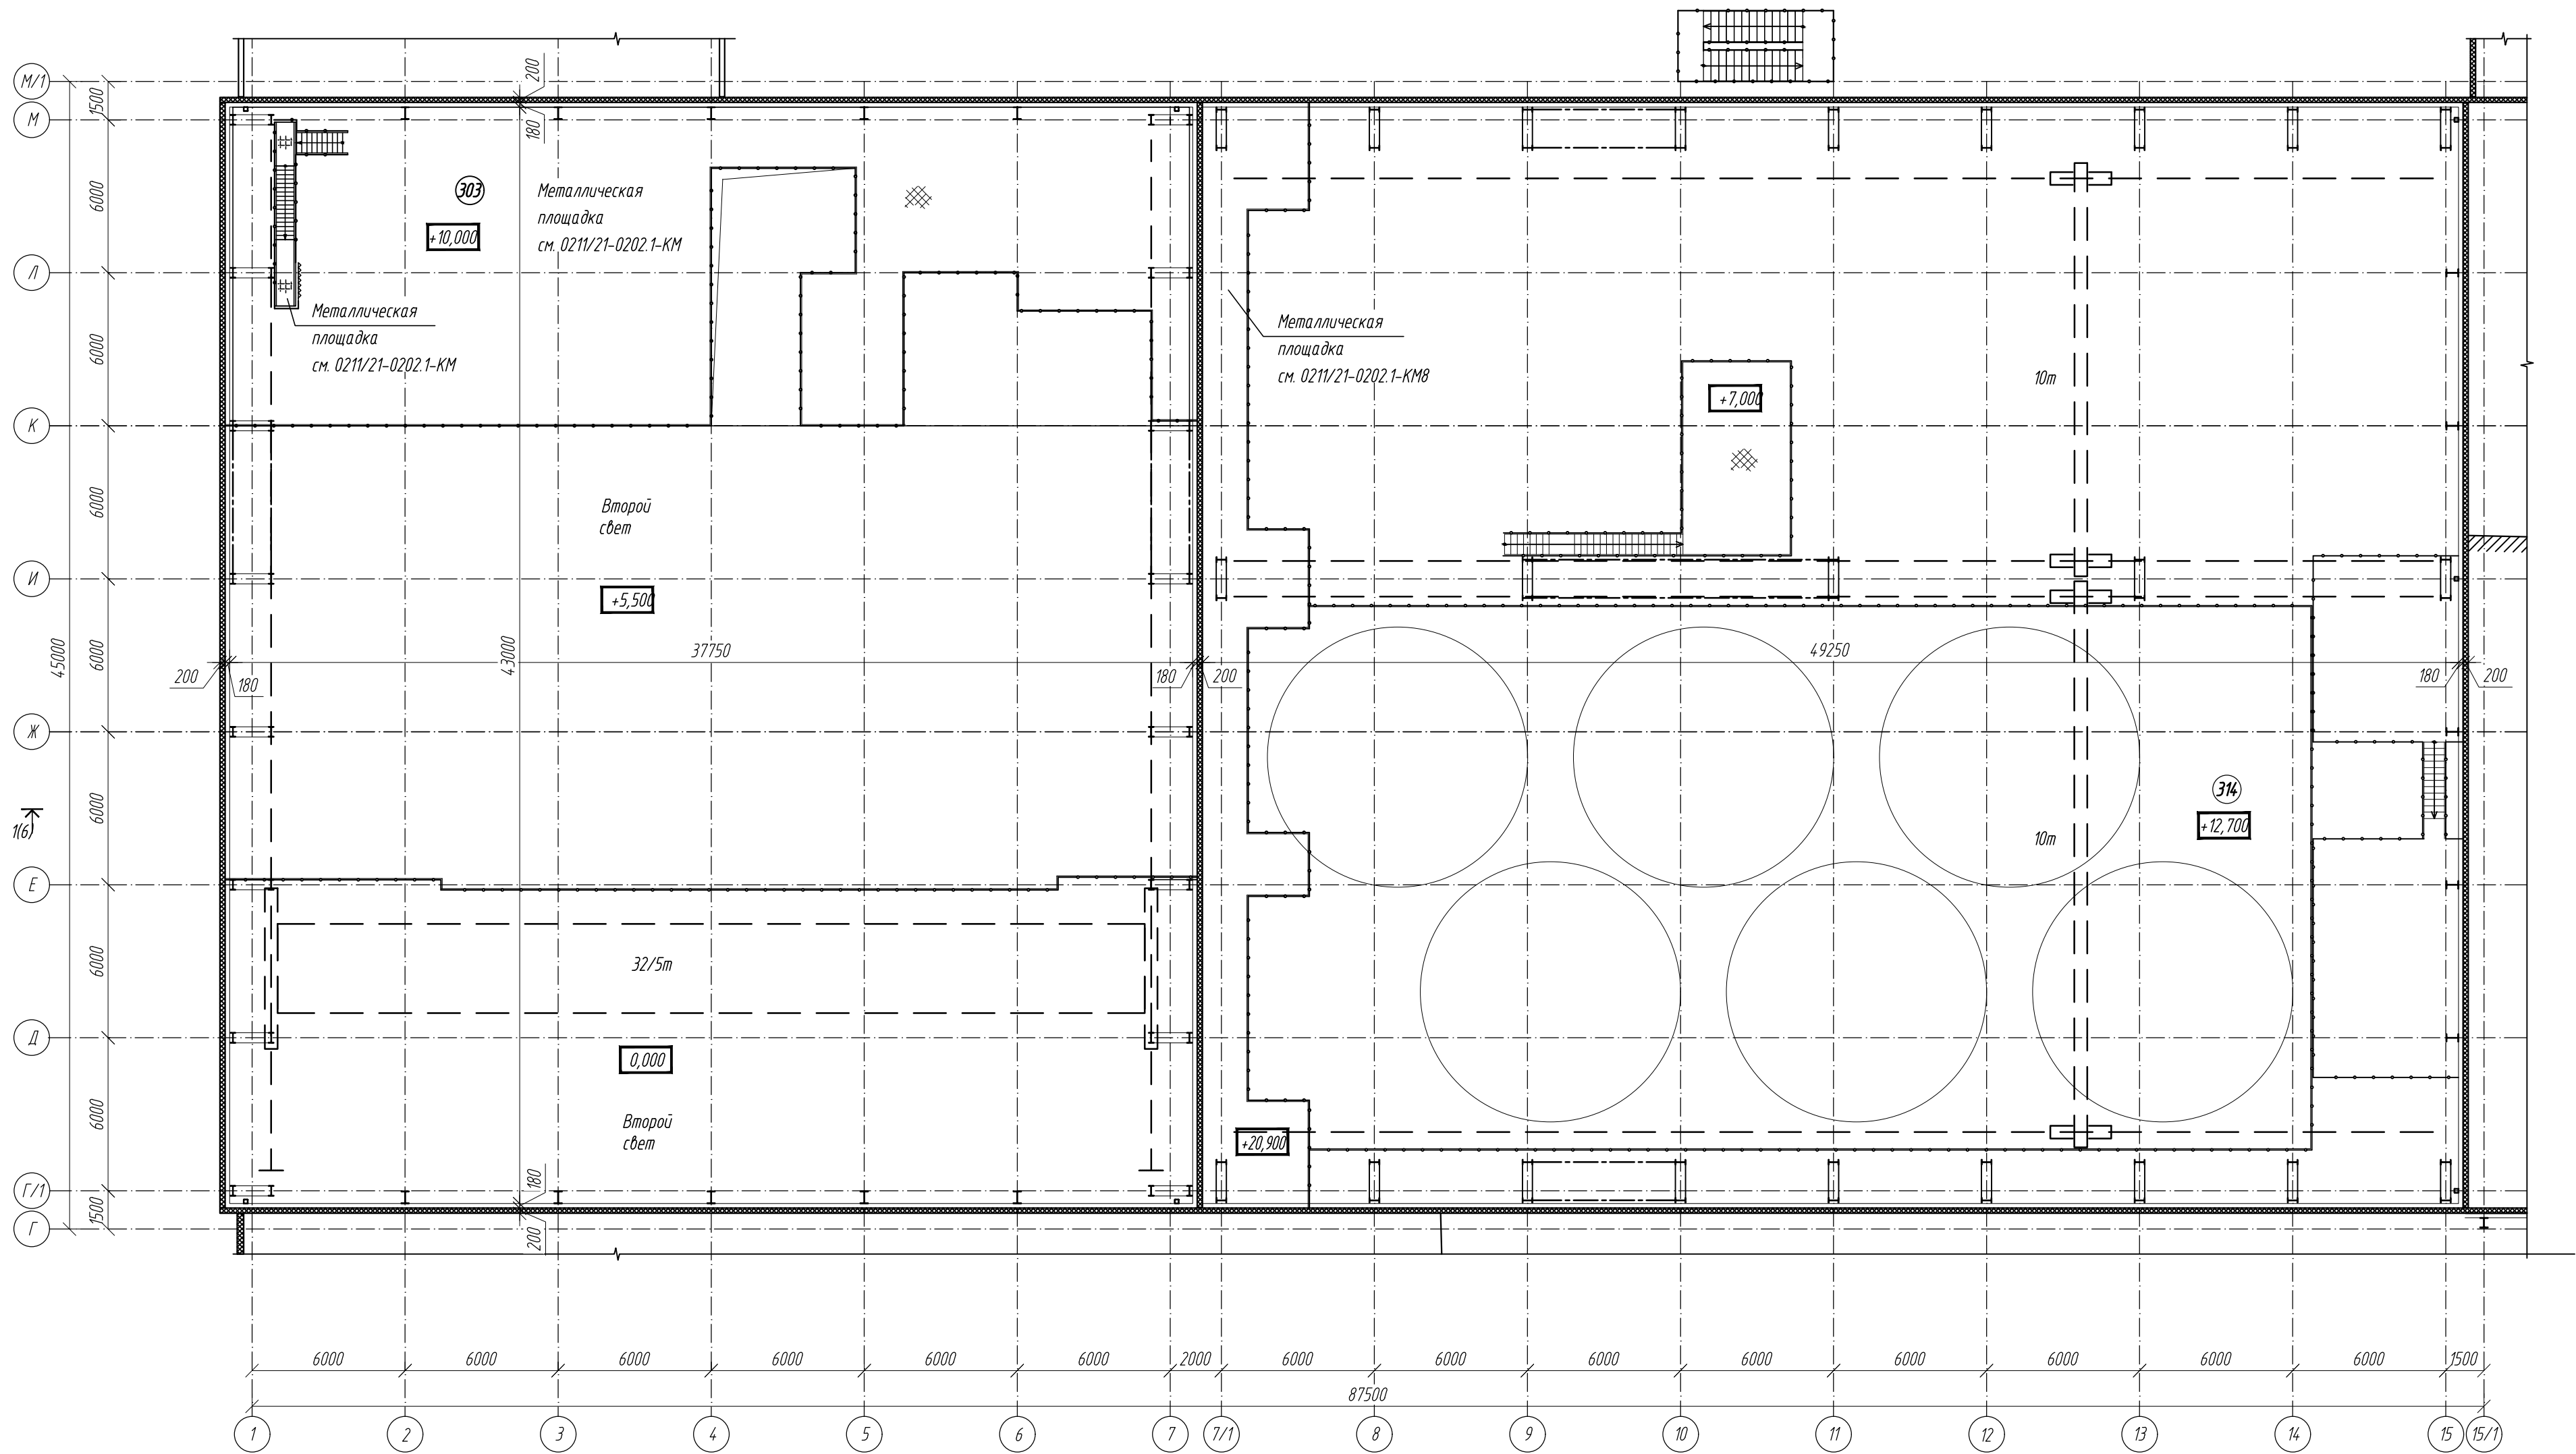 М/1
М
Л
К
И
Ж
Е
Д
Г/1
Г
1500
6000
6000
6000
6000
6000
6000
6000
1500
45000
1(6)
200
180
303
+10,000
Металлическая
площадка
см. 0211/21-0202.1-КМ
Металлическая
площадка
см. 0211/21-0202.1-КМ
Металлическая
площадка
см. 0211/21-0202.1-КМ8
+7,000
10т
Второй
свет
+5,500
43000
37750
49250
200
180
180
200
180
200
314
+12,700
10т
32/5т
0,000
Второй
свет
+20,900
180
200
6000
6000
6000
6000
6000
6000
2000
6000
6000
6000
6000
6000
6000
6000
6000
1500
87500
1
2
3
4
5
6
7
7/1
8
9
10
11
12
13
14
15
15/1